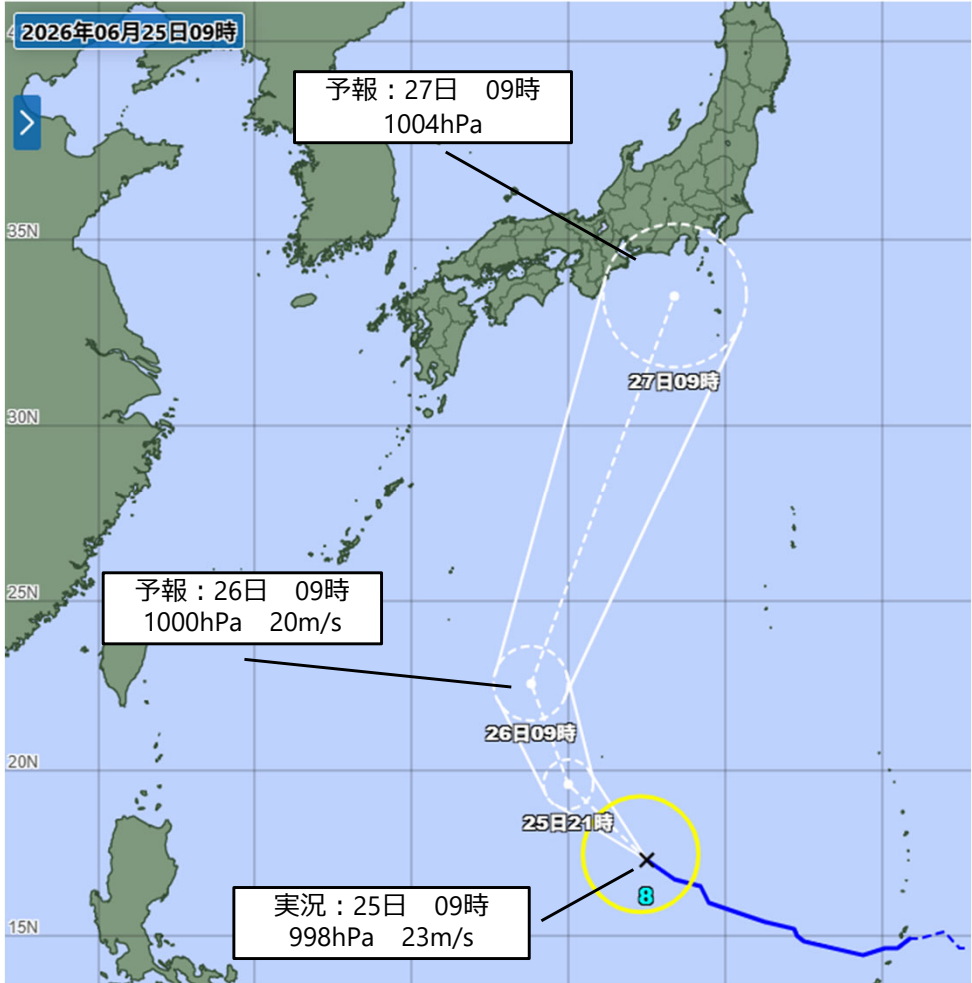 2026年06月25日09時
予報：27日　09時
1004hPa
35N
27日09時
30N
25N
予報：26日　09時
1000hPa　20m/s
26日09時
20N
25日21時
8
実況：25日　09時
998hPa　23m/s
15N